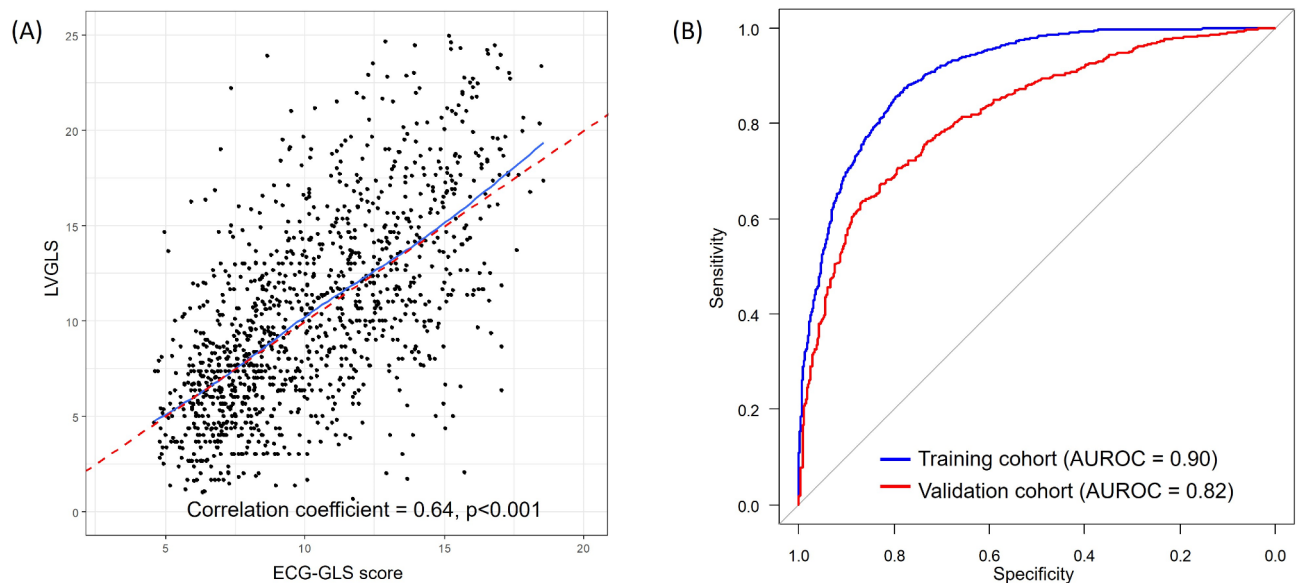 (A)
25
20
15
10
5
0
LVGLS
Correlation coefficient = 0.64, p<0.001
5 10 15 20
ECG-GLS score
(B)
1.0
0.8
0.6
0.4
0.2
0.0
Sensitivity
Training cohort (AUROC = 0.90)
Validation cohort (AUROC = 0.82)
1.0 0.8 0.6 0.4 0.2 0.0
Specificity